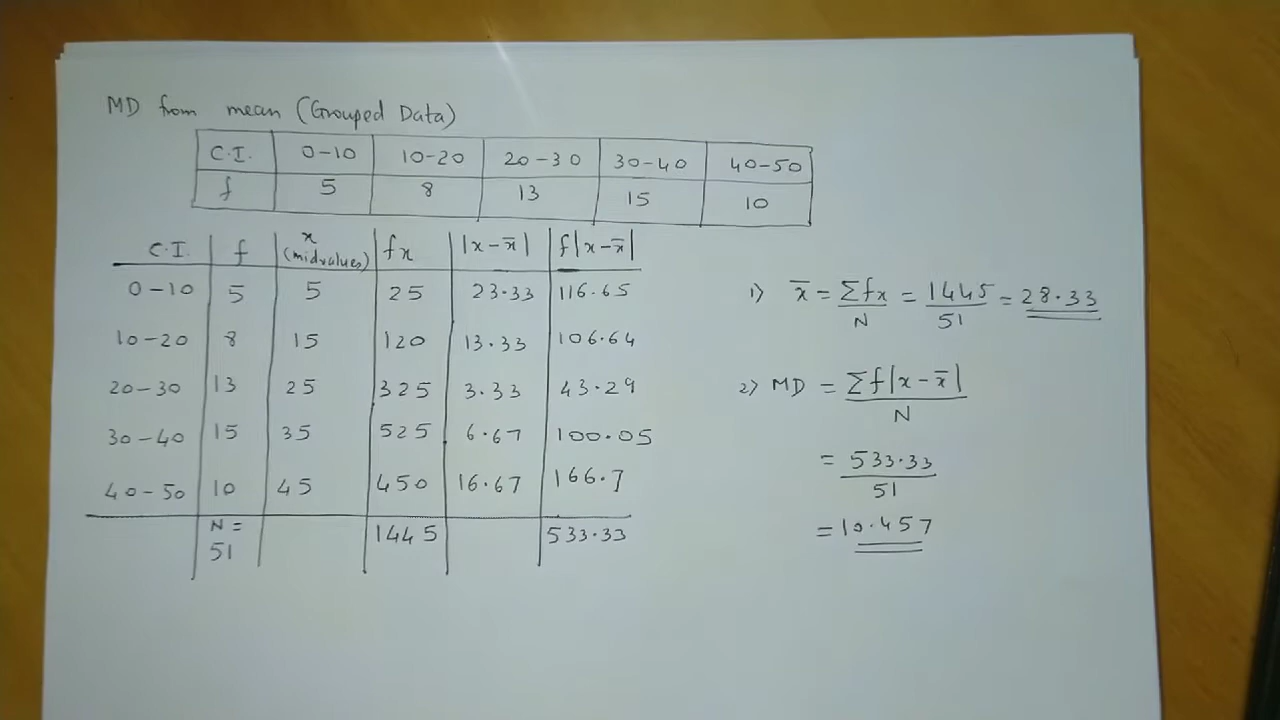 MD from mean (Grouped Data)
C.I. 0-10 10-20 20-30 30-40 40-50
f 5 8 13 15 10
C.I. f x (midvalues) fx |x-x̄| f|x-x̄|
0-10 5 5 25 23.33 116.65
10-20 8 15 120 13.33 106.64
20-30 13 25 325 3.33 43.29
30-40 15 35 525 6.67 100.05
40-50 10 45 450 16.67 166.7
N = 51 1445 533.33
1) x̄ = Σfx/N = 1445/51 = 28.33
2) MD = Σf|x-x̄|/N
= 533.33/51
= 10.457